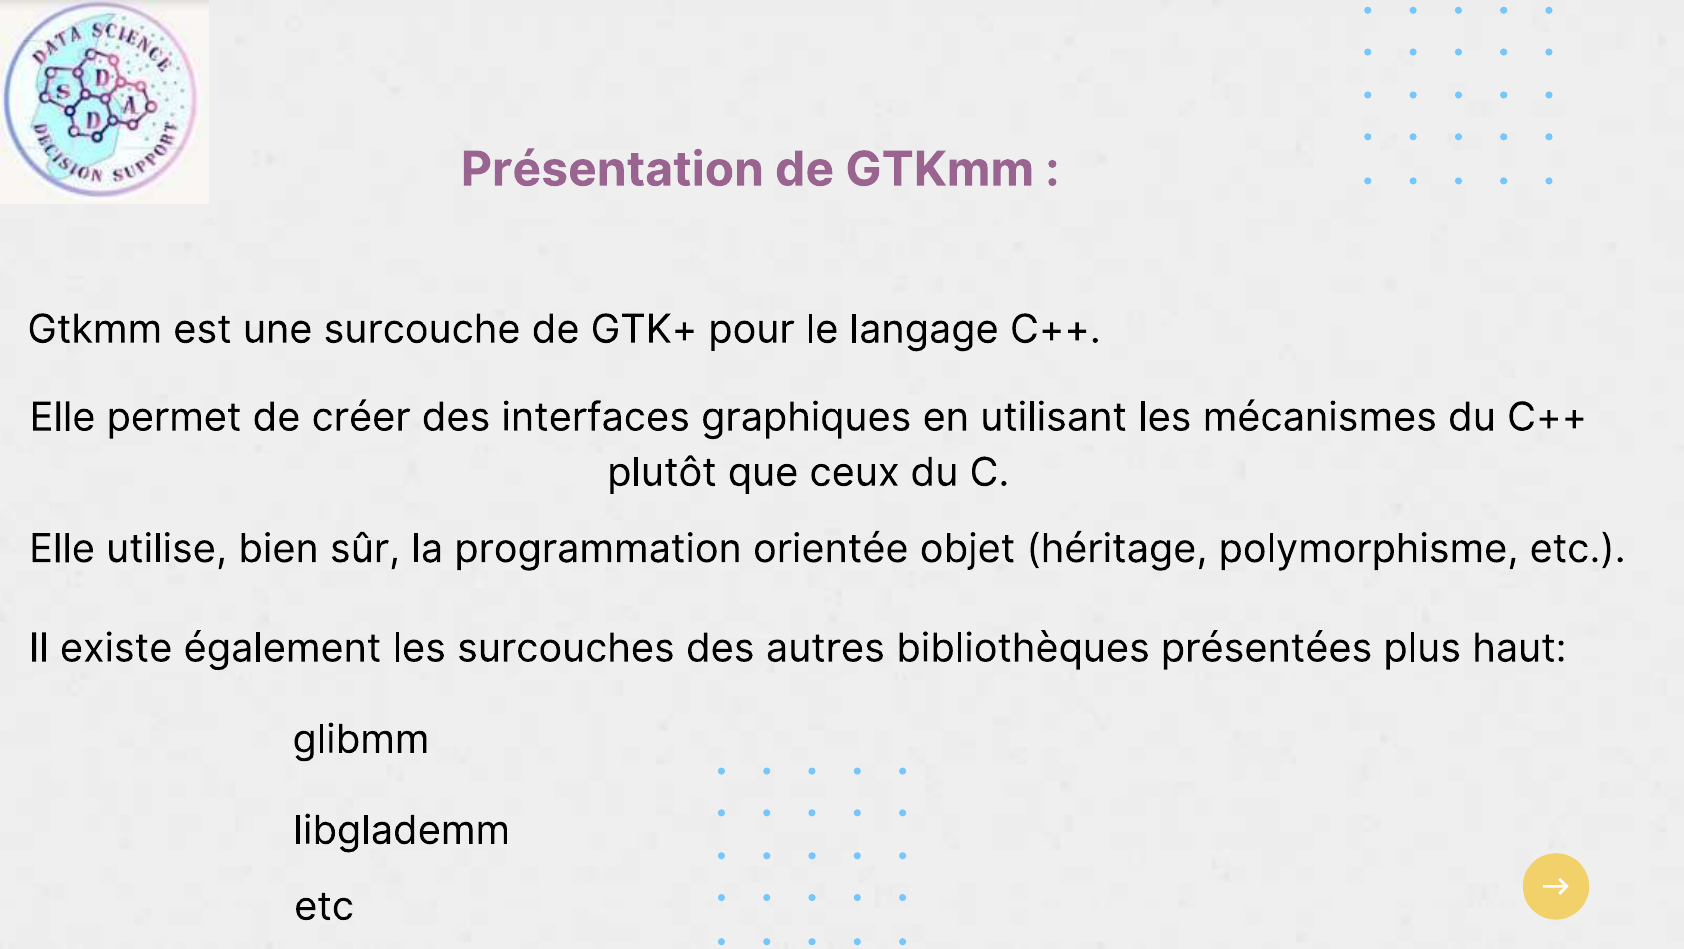 DATA SCIENCE
S D D A
DECISION SUPPORT
Présentation de GTKmm :
Gtkmm est une surcouche de GTK+ pour le langage C++.
Elle permet de créer des interfaces graphiques en utilisant les mécanismes du C++
plutôt que ceux du C.
Elle utilise, bien sûr, la programmation orientée objet (héritage, polymorphisme, etc.).
Il existe également les surcouches des autres bibliothèques présentées plus haut:
glibmm
libglademm
etc